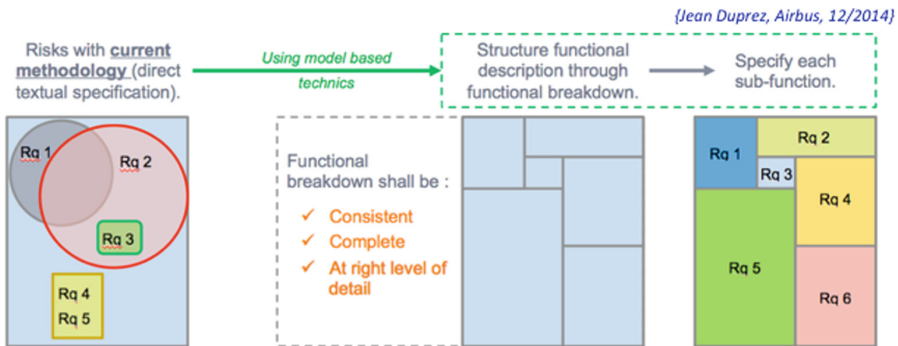 {Jean Duprez, Airbus, 12/2014}
Risks with current
methodology (direct
textual specification).
Using model based
technics
Structure functional
description through
functional breakdown.
Specify each
sub-function.
Rq 1
Rq 2
Rq 3
Rq 4
Rq 5
Functional
breakdown shall be :
✓ Consistent
✓ Complete
✓ At right level of
detail
Rq 1
Rq 2
Rq 3
Rq 4
Rq 5
Rq 6